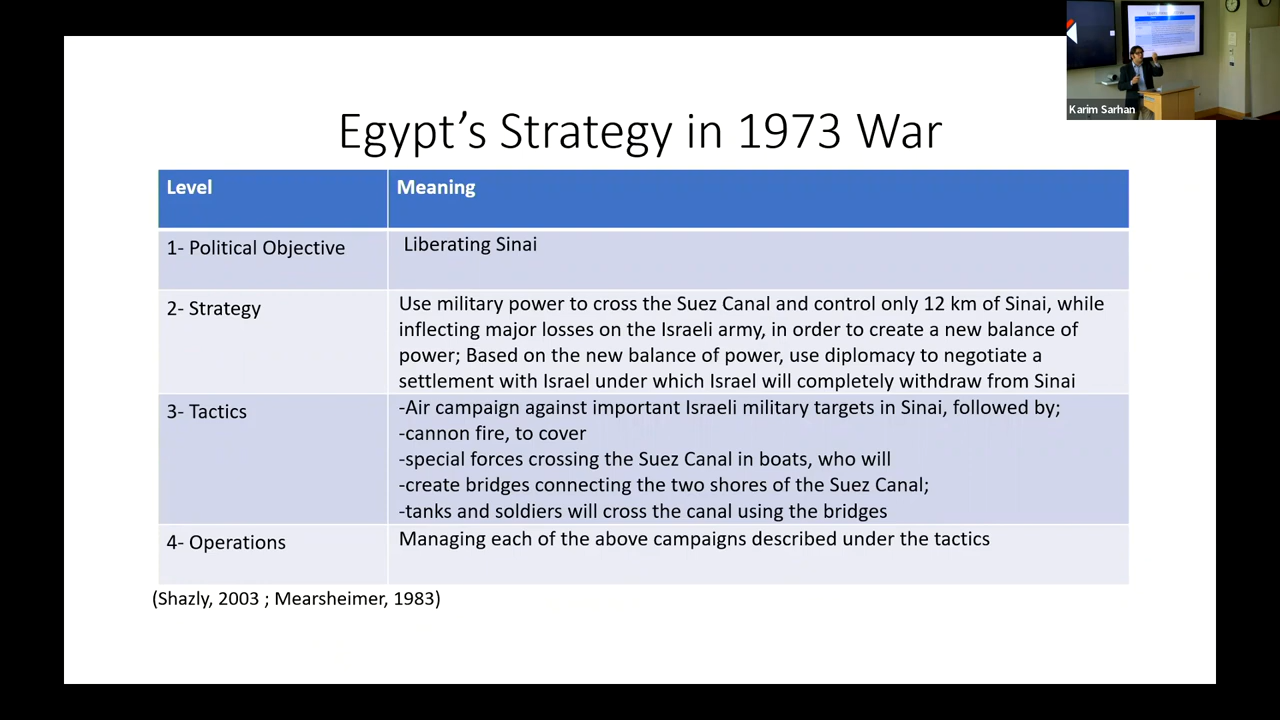 Karim Sarhan
Egypt's Strategy in 1973 War
Level
Meaning
1- Political Objective
Liberating Sinai
2- Strategy
Use military power to cross the Suez Canal and control only 12 km of Sinai, while
inflecting major losses on the Israeli army, in order to create a new balance of
power; Based on the new balance of power, use diplomacy to negotiate a
settlement with Israel under which Israel will completely withdraw from Sinai
3- Tactics
-Air campaign against important Israeli military targets in Sinai, followed by;
-cannon fire, to cover
-special forces crossing the Suez Canal in boats, who will
-create bridges connecting the two shores of the Suez Canal;
-tanks and soldiers will cross the canal using the bridges
4- Operations
Managing each of the above campaigns described under the tactics
(Shazly, 2003 ; Mearsheimer, 1983)